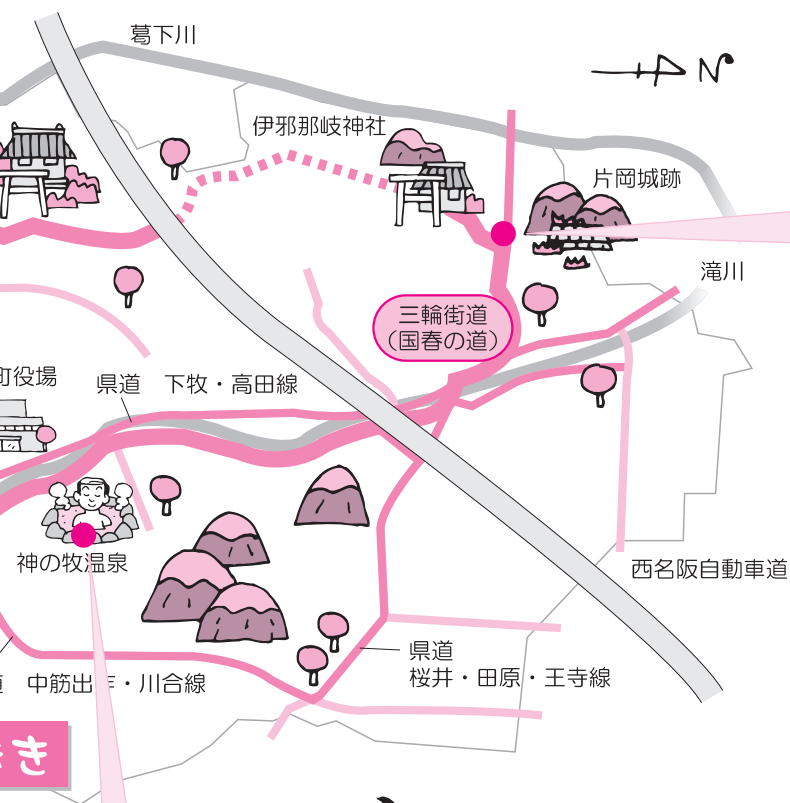 葛下川
伊邪那岐神社
片岡城跡
滝川
三輪街道
（国春の道）
町役場
県道　下牧・高田線
神の牧温泉
西名阪自動車道
県道
桜井・田原・王寺線
道　中筋出作・川合線
き